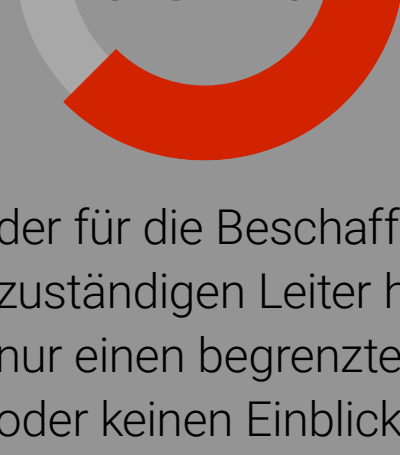 der für die Beschaff
zuständigen Leiter h
nur einen begrenzte
oder keinen Einblick